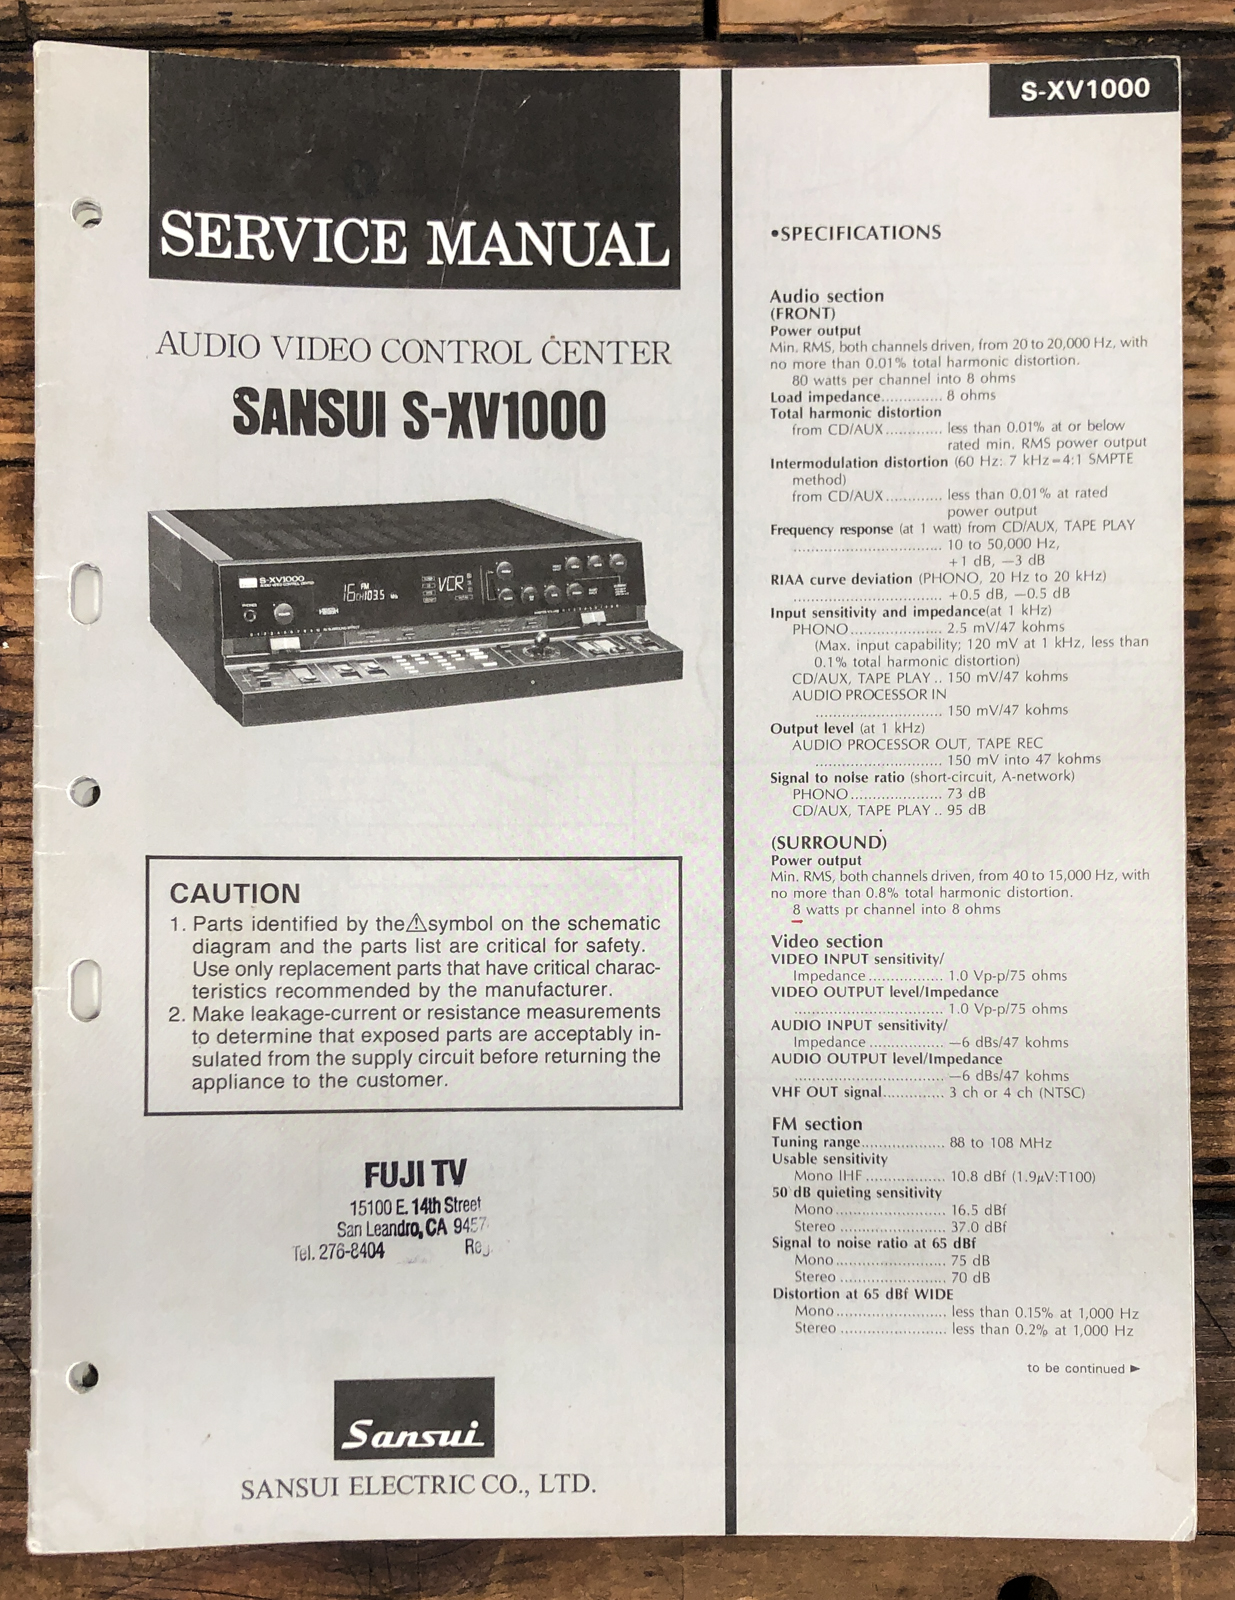 SERVICE MANUAL
AUDIO VIDEO CONTROL CENTER
SANSUI S-XV1000
S-XV1000
AUDIO VIDEO CONTROL CENTER
16 FM
CH 103.5
VCR
CAUTION
1. Parts identified by the⚠symbol on the schematic
diagram and the parts list are critical for safety.
Use only replacement parts that have critical charac-
teristics recommended by the manufacturer.
2. Make leakage-current or resistance measurements
to determine that exposed parts are acceptably in-
sulated from the supply circuit before returning the
appliance to the customer.
FUJI TV
15100 E. 14th Street
San Leandro, CA 9457
Tel. 276-8404
Sansui
SANSUI ELECTRIC CO., LTD.
S-XV1000
•SPECIFICATIONS
Audio section
(FRONT)
Power output
Min. RMS, both channels driven, from 20 to 20,000 Hz, with
no more than 0.01% total harmonic distortion.
80 watts per channel into 8 ohms
Load impedance.............. 8 ohms
Total harmonic distortion
from CD/AUX............. less than 0.01% at or below
rated min. RMS power output
Intermodulation distortion (60 Hz: 7 kHz=4:1 SMPTE
method)
from CD/AUX............. less than 0.01% at rated
power output
Frequency response (at 1 watt) from CD/AUX, TAPE PLAY
.................................. 10 to 50,000 Hz,
+1 dB, −3 dB
RIAA curve deviation (PHONO, 20 Hz to 20 kHz)
.................................. +0.5 dB, −0.5 dB
Input sensitivity and impedance(at 1 kHz)
PHONO..................... 2.5 mV/47 kohms
(Max. input capability; 120 mV at 1 kHz, less than
0.1% total harmonic distortion)
CD/AUX, TAPE PLAY.. 150 mV/47 kohms
AUDIO PROCESSOR IN
............................. 150 mV/47 kohms
Output level (at 1 kHz)
AUDIO PROCESSOR OUT, TAPE REC
............................. 150 mV into 47 kohms
Signal to noise ratio (short-circuit, A-network)
PHONO..................... 73 dB
CD/AUX, TAPE PLAY.. 95 dB
(SURROUND)
Power output
Min. RMS, both channels driven, from 40 to 15,000 Hz, with
no more than 0.8% total harmonic distortion.
8 watts pr channel into 8 ohms
Video section
VIDEO INPUT sensitivity/
Impedance................. 1.0 Vp-p/75 ohms
VIDEO OUTPUT level/Impedance
.................................. 1.0 Vp-p/75 ohms
AUDIO INPUT sensitivity/
Impedance................. −6 dBs/47 kohms
AUDIO OUTPUT level/Impedance
.................................. −6 dBs/47 kohms
VHF OUT signal.............. 3 ch or 4 ch (NTSC)
FM section
Tuning range................... 88 to 108 MHz
Usable sensitivity
Mono IHF.................. 10.8 dBf (1.9μV:T100)
50 dB quieting sensitivity
Mono......................... 16.5 dBf
Stereo........................ 37.0 dBf
Signal to noise ratio at 65 dBf
Mono......................... 75 dB
Stereo........................ 70 dB
Distortion at 65 dBf WIDE
Mono......................... less than 0.15% at 1,000 Hz
Stereo........................ less than 0.2% at 1,000 Hz
to be continued ►